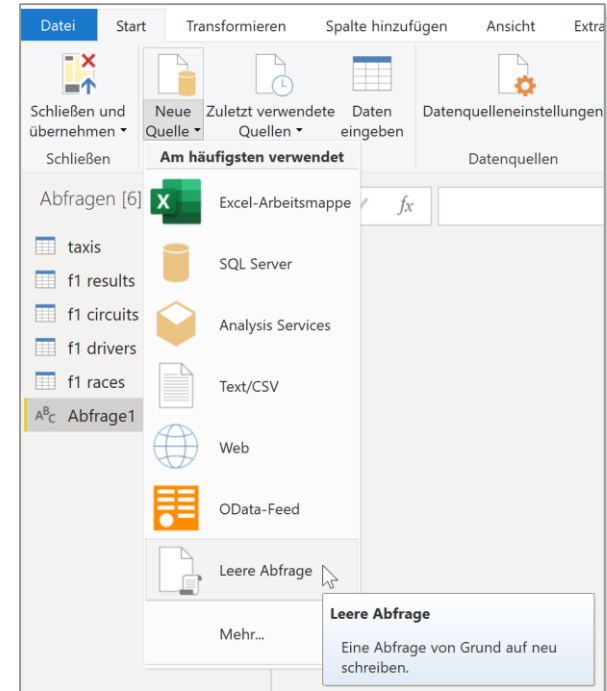 Datei Start Transformieren Spalte hinzufügen Ansicht Extra
Schließen und übernehmen
Neue Quelle
Zuletzt verwendete Quellen
Daten eingeben
Datenquelleneinstellungen
Schließen
Datenquellen
Am häufigsten verwendet
Abfragen [6]
fx
taxis
f1 results
f1 circuits
f1 drivers
f1 races
ABC Abfrage1
X Excel-Arbeitsmappe
SQL Server
Analysis Services
Text/CSV
Web
OData-Feed
Leere Abfrage
Mehr...
Leere Abfrage
Eine Abfrage von Grund auf neu
schreiben.